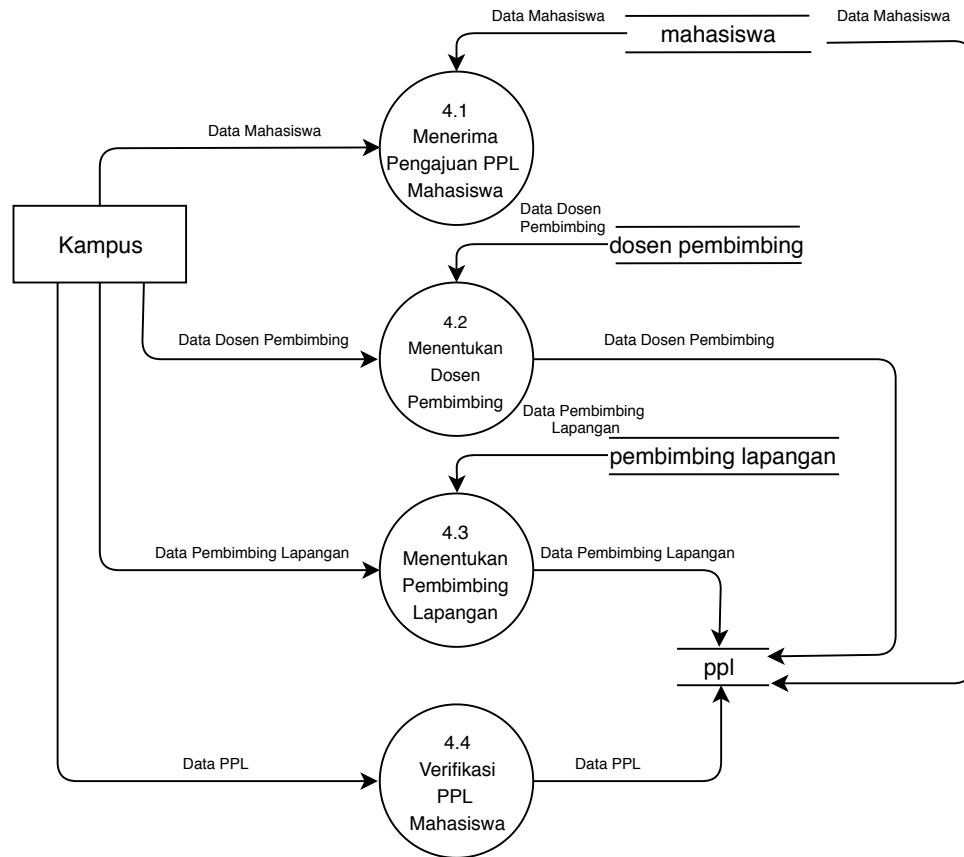 Data Mahasiswa
Data Mahasiswa
mahasiswa
4.1
Menerima
Pengajuan PPL
Mahasiswa
Data Mahasiswa
Kampus
Data Dosen
Pembimbing
dosen pembimbing
4.2
Menentukan
Dosen
Pembimbing
Data Dosen Pembimbing
Data Dosen Pembimbing
Data Pembimbing
Lapangan
pembimbing lapangan
4.3
Menentukan
Pembimbing
Lapangan
Data Pembimbing Lapangan
Data Pembimbing Lapangan
ppl
4.4
Verifikasi
PPL
Mahasiswa
Data PPL
Data PPL